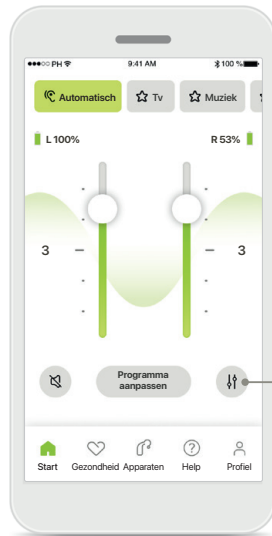 ●●●○○ PH 9:41 AM 100 %
Automatisch Tv Muziek
L 100% R 53%
3 3
Programma
aanpassen
Start Gezondheid Apparaten Help Profiel